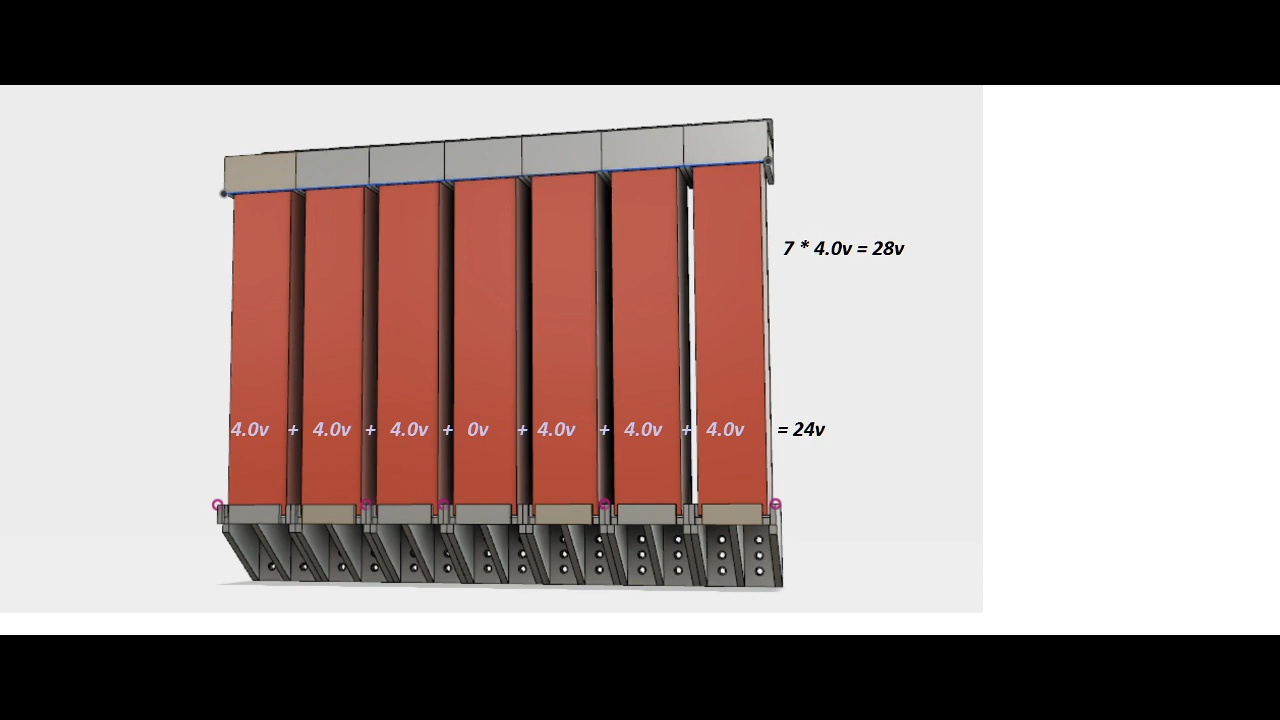 7 * 4.0v = 28v
4.0v + 4.0v + 4.0v + 0v + 4.0v + 4.0v + 4.0v = 24v